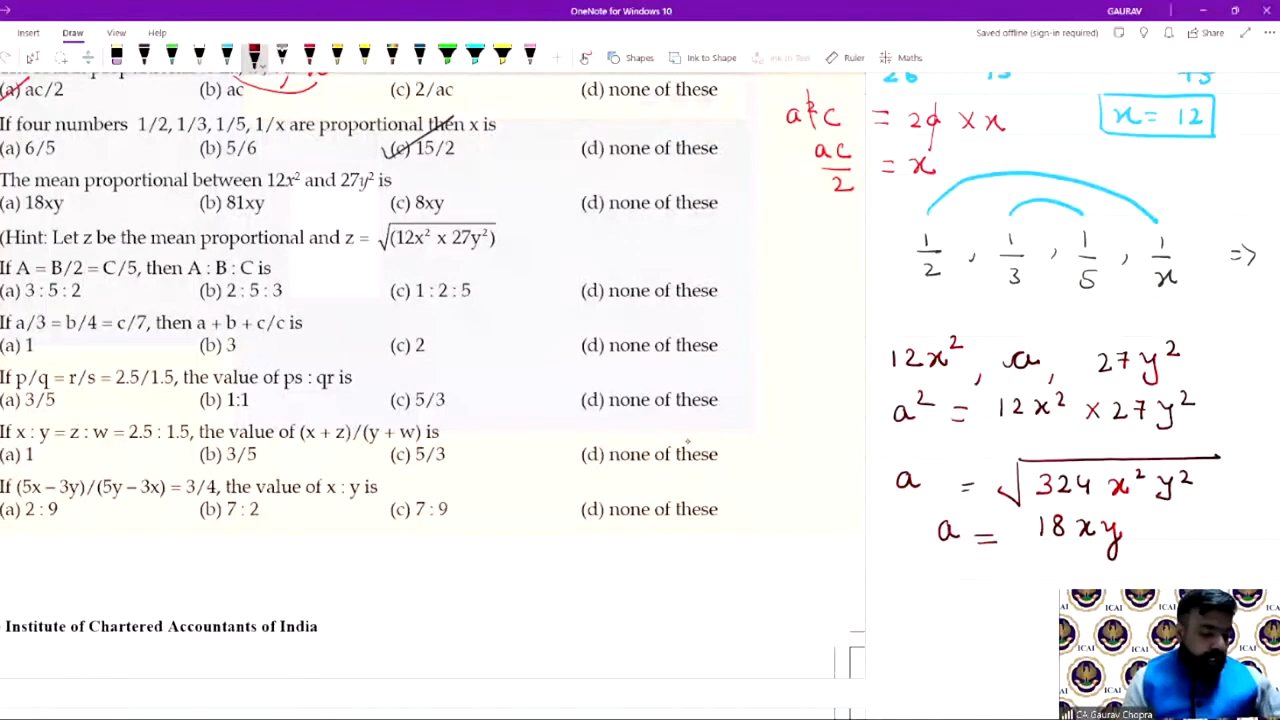 OneNote for Windows 10
GAURAV
Insert Draw View Help
Saved offline (sign-in required) Share
Shapes Ink to Shape Ink to Text Ruler Maths
(a) ac/2 (b) ac (c) 2/ac (d) none of these
If four numbers 1/2, 1/3, 1/5, 1/x are proportional then x is
(a) 6/5 (b) 5/6 (c) 15/2 (d) none of these
The mean proportional between 12x² and 27y² is
(a) 18xy (b) 81xy (c) 8xy (d) none of these
(Hint: Let z be the mean proportional and z = √(12x² x 27y²)
If A = B/2 = C/5, then A : B : C is
(a) 3 : 5 : 2 (b) 2 : 5 : 3 (c) 1 : 2 : 5 (d) none of these
If a/3 = b/4 = c/7, then a + b + c/c is
(a) 1 (b) 3 (c) 2 (d) none of these
If p/q = r/s = 2.5/1.5, the value of ps : qr is
(a) 3/5 (b) 1:1 (c) 5/3 (d) none of these
If x : y = z : w = 2.5 : 1.5, the value of (x + z)/(y + w) is
(a) 1 (b) 3/5 (c) 5/3 (d) none of these
If (5x – 3y)/(5y – 3x) = 3/4, the value of x : y is
(a) 2 : 9 (b) 7 : 2 (c) 7 : 9 (d) none of these
Institute of Chartered Accountants of India
x = 12
ac/2 = x
1/2 , 1/3 , 1/5 , 1/x =>
12x² , a , 27y²
a² = 12x² × 27y²
a = √324 x² y²
a = 18xy
ICAI
CA Gaurav Chopra